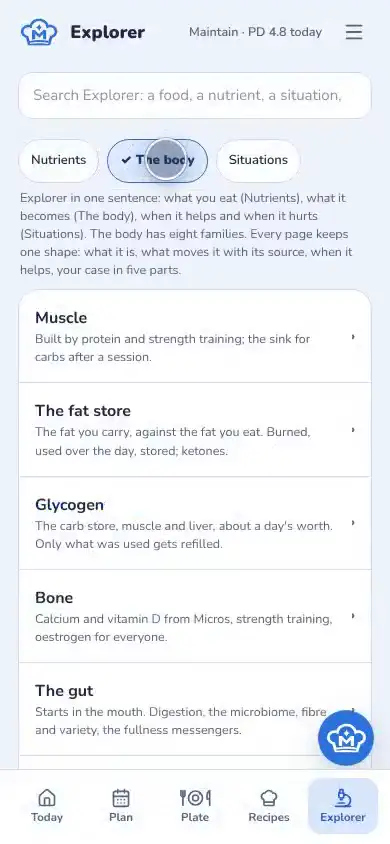 Explorer
Maintain · PD 4.8 today
Search Explorer: a food, a nutrient, a situation,
Nutrients
✓ The body
Situations
Explorer in one sentence: what you eat (Nutrients), what it
becomes (The body), when it helps and when it hurts
(Situations). The body has eight families. Every page keeps
one shape: what it is, what moves it with its source, when it
helps, your case in five parts.
Muscle
Built by protein and strength training; the sink for
carbs after a session.
The fat store
The fat you carry, against the fat you eat. Burned,
used over the day, stored; ketones.
Glycogen
The carb store, muscle and liver, about a day's worth.
Only what was used gets refilled.
Bone
Calcium and vitamin D from Micros, strength training,
oestrogen for everyone.
The gut
Starts in the mouth. Digestion, the microbiome, fibre
and variety, the fullness messengers.
M
Today
Plan
Plate
Recipes
Explorer